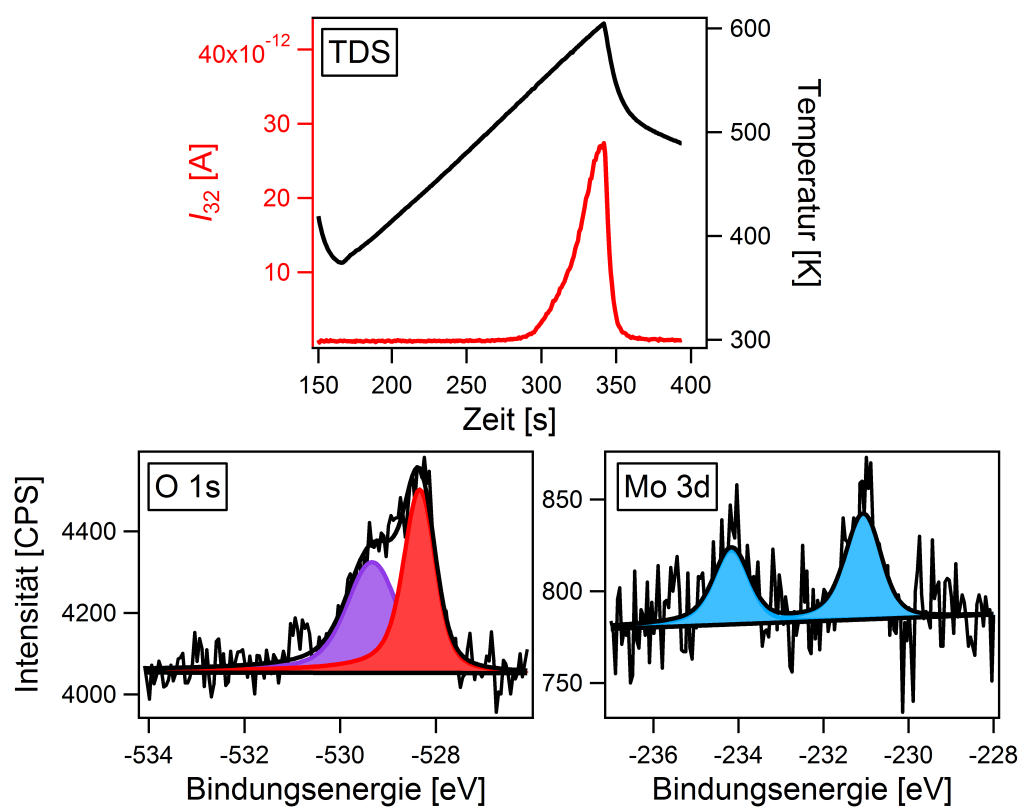 TDS
40x10⁻¹²
30
20
10
I₃₂ [A]
600
500
400
300
Temperatur [K]
150 200 250 300 350 400
Zeit [s]
O 1s
4400
4200
4000
Intensität [CPS]
-534 -532 -530 -528
Bindungsenergie [eV]
Mo 3d
850
800
750
-236 -234 -232 -230 -228
Bindungsenergie [eV]